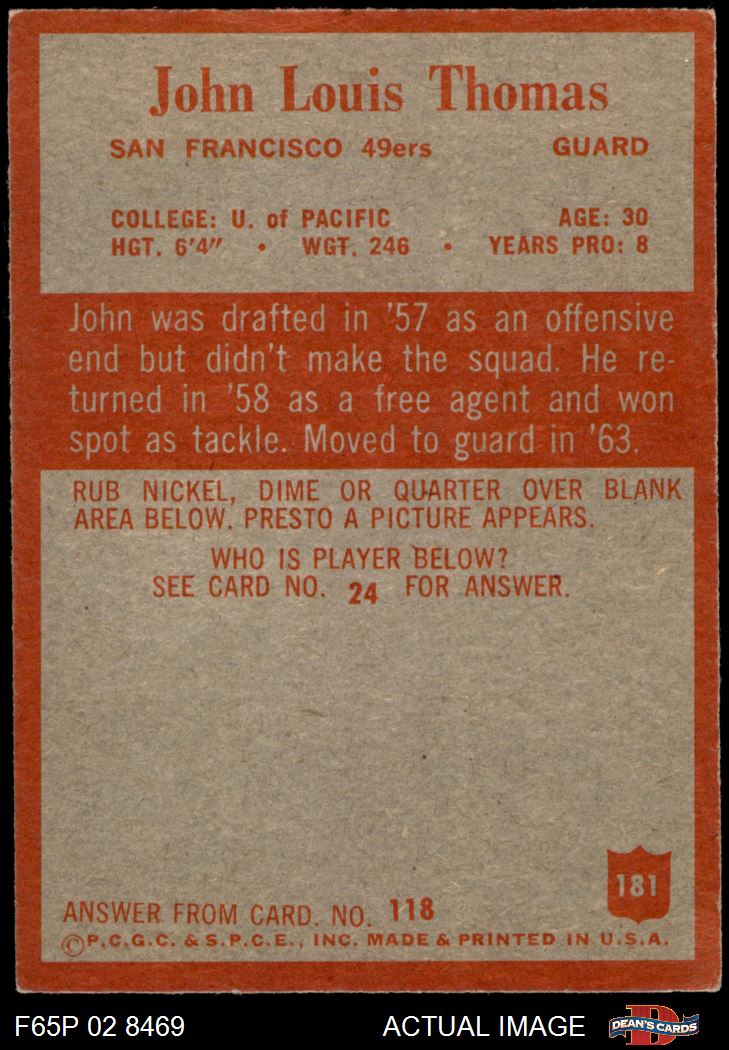 John Louis Thomas
SAN FRANCISCO 49ers GUARD
COLLEGE: U. of PACIFIC AGE: 30
HGT. 6'4" • WGT. 246 • YEARS PRO: 8
John was drafted in '57 as an offensive
end but didn't make the squad. He re-
turned in '58 as a free agent and won
spot as tackle. Moved to guard in '63.
RUB NICKEL, DIME OR QUARTER OVER BLANK
AREA BELOW. PRESTO A PICTURE APPEARS.
WHO IS PLAYER BELOW?
SEE CARD NO. 24 FOR ANSWER.
181
ANSWER FROM CARD. NO. 118
©P.C.G.C. & S.P.C.E., INC. MADE & PRINTED IN U.S.A.
F65P 02 8469 ACTUAL IMAGE DEAN'S CARDS